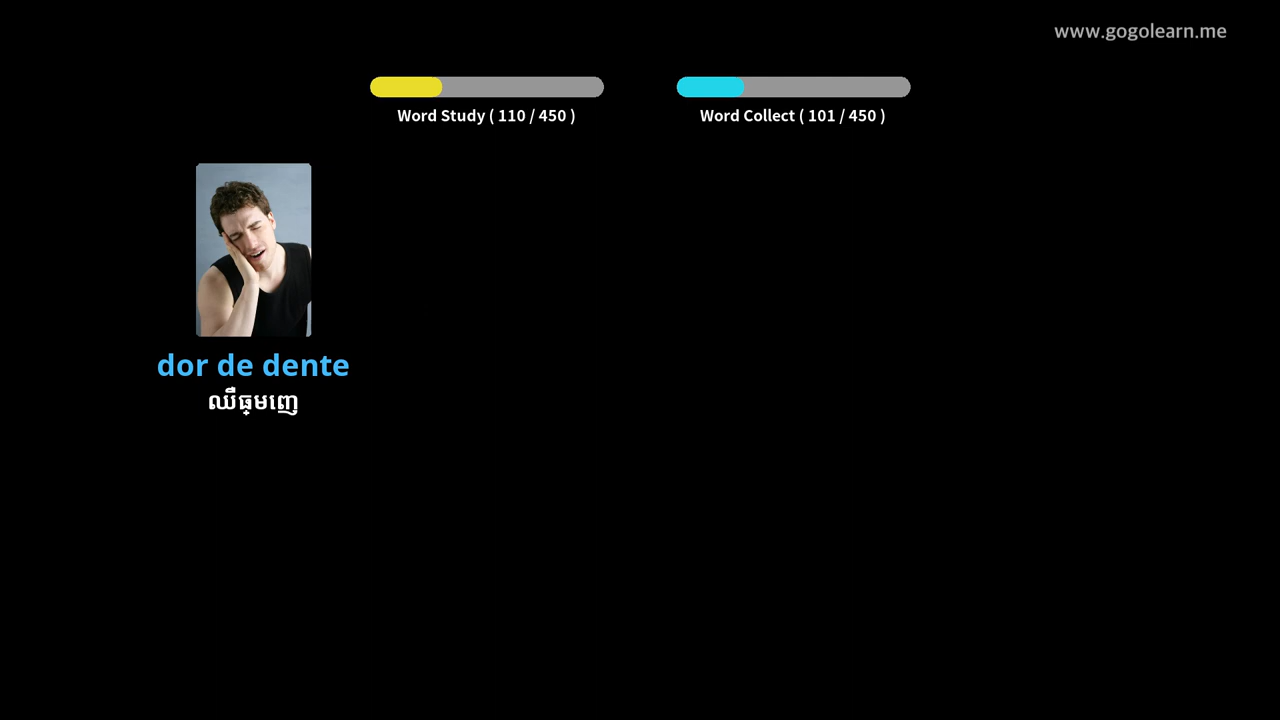 www.gogolearn.me
Word Study ( 110 / 450 )
Word Collect ( 101 / 450 )
dor de dente
ឈឺធ្មេញ